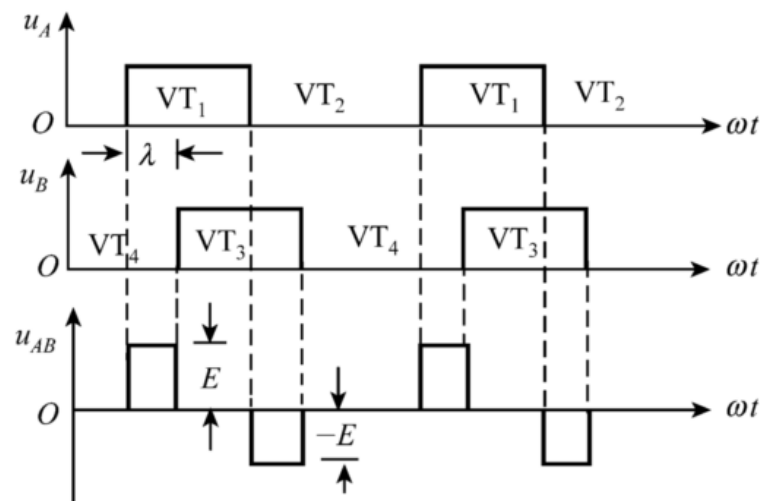 u_A
VT₁ VT₂ VT₁ VT₂
O ωt
λ
u_B
VT₄ VT₃ VT₄ VT₃
O ωt
u_AB
E
O ωt
−E